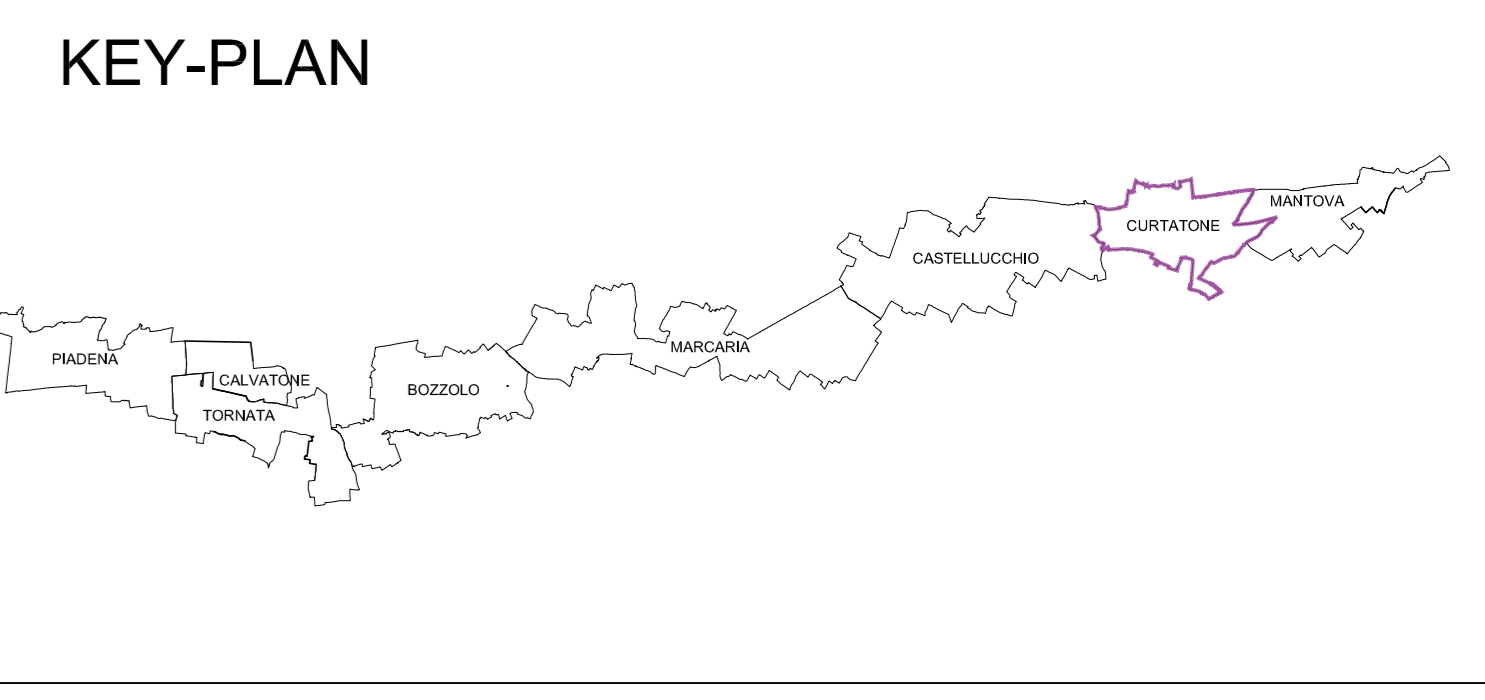 KEY-PLAN
MANTOVA
CURTATONE
CASTELLUCCHIO
MARCARIA
PIADENA
CALVATONE
BOZZOLO
TORNATA